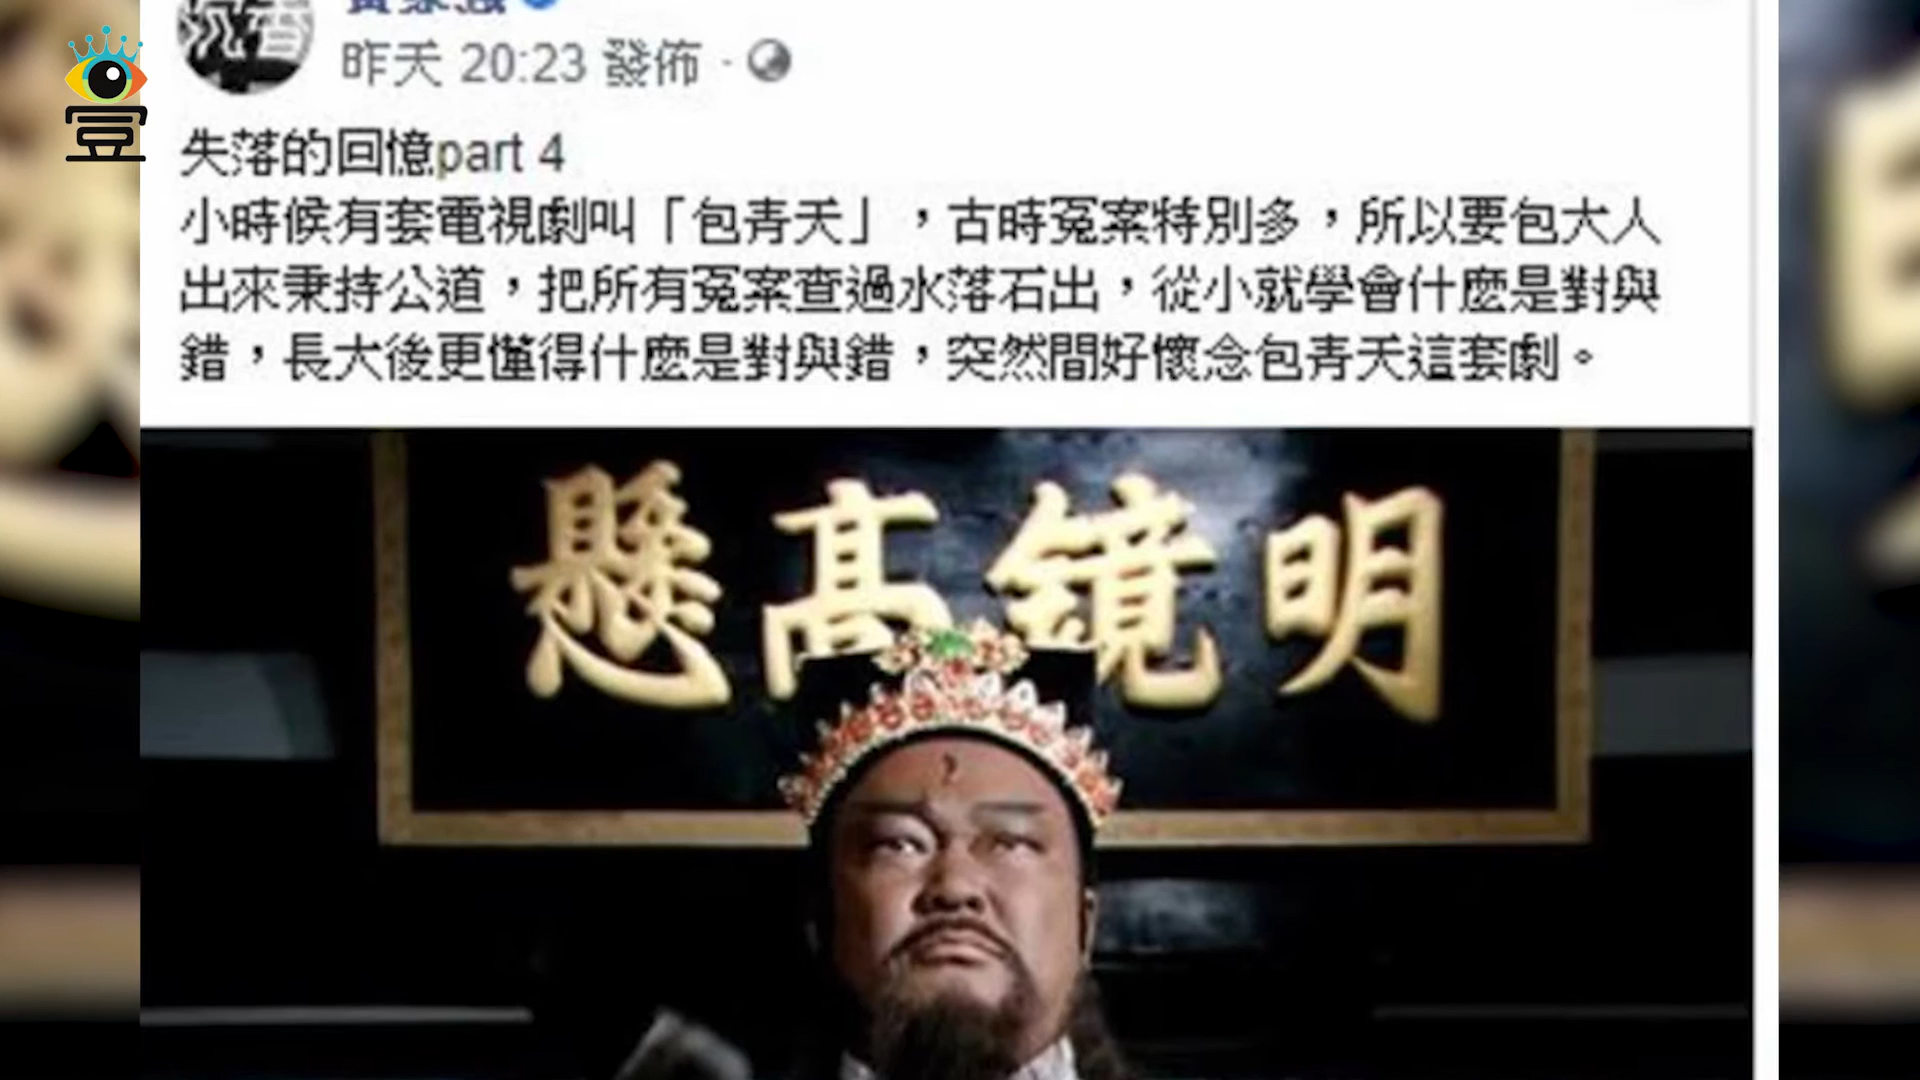 壹
昨天 20:23 發佈 ·
失落的回憶part 4
小時候有套電視劇叫「包青天」，古時冤案特別多，所以要包大人
出來秉持公道，把所有冤案查過水落石出，從小就學會什麼是對與
錯，長大後更懂得什麼是對與錯，突然間好懷念包青天這套劇。
懸高鏡明